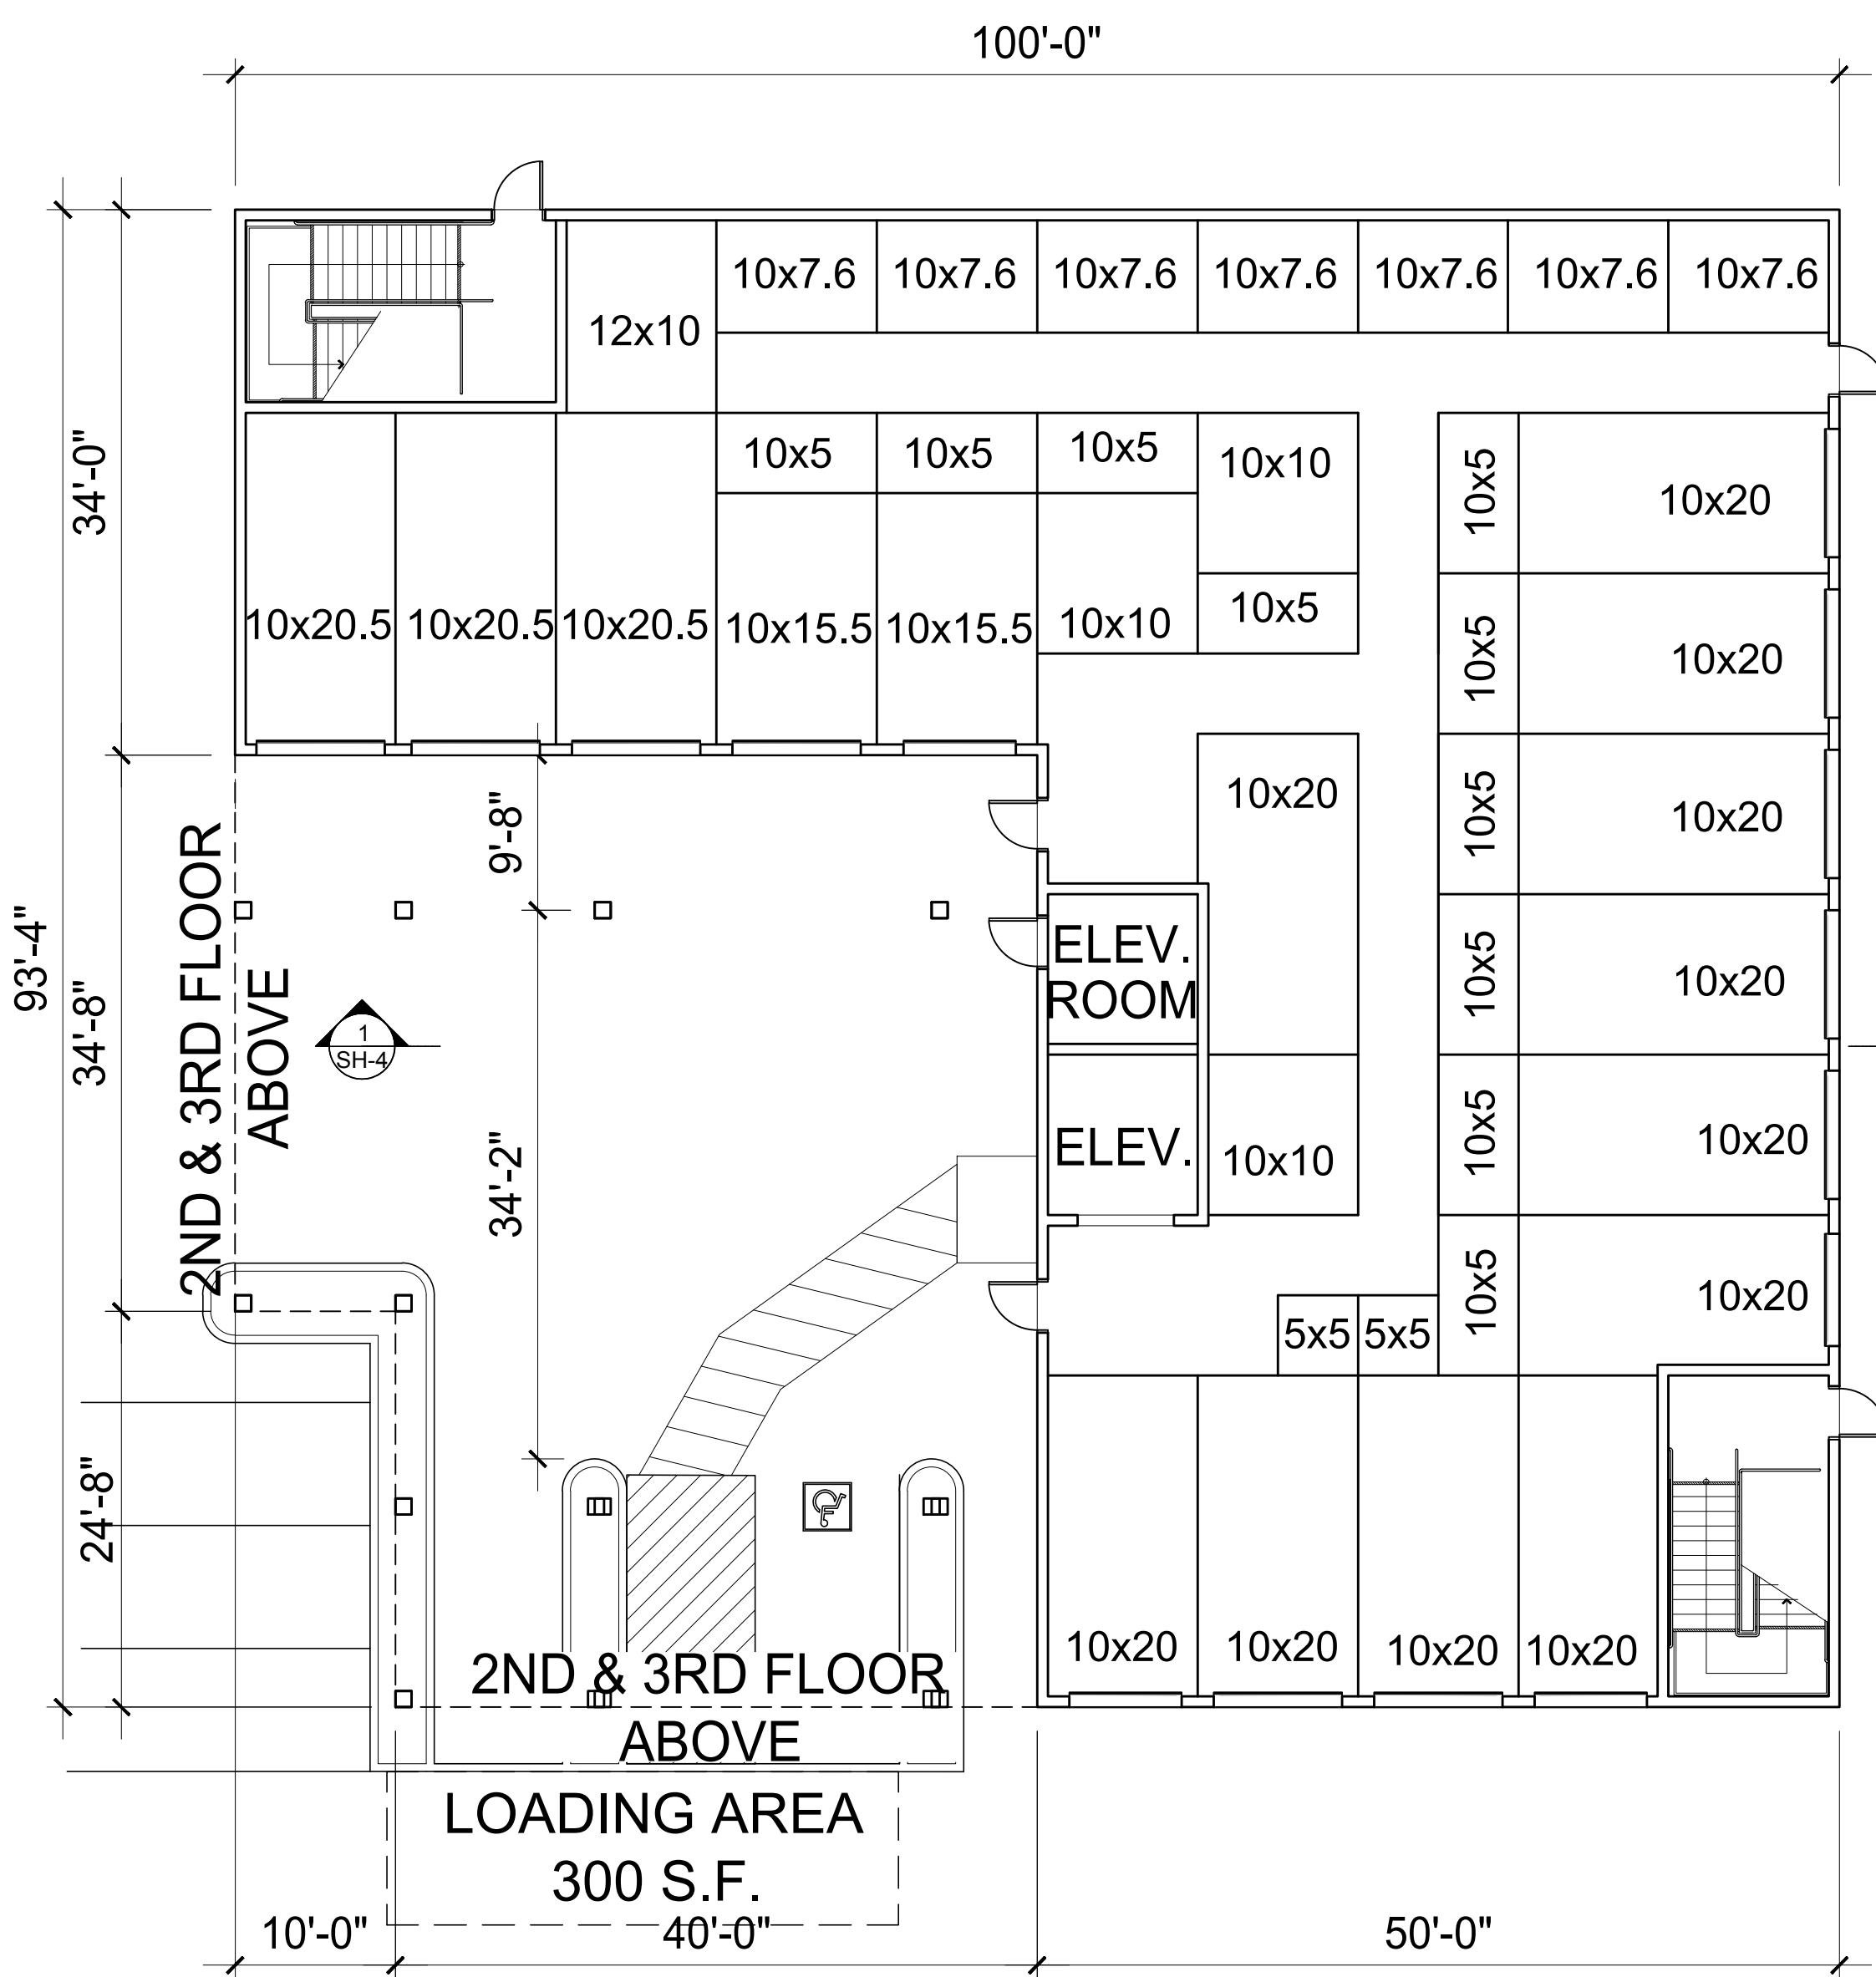 100'-0"
10x7.6 10x7.6 10x7.6 10x7.6 10x7.6 10x7.6 10x7.6
12x10
34'-0"
10x5 10x5 10x5 10x10 10x5 10x20
10x20.5 10x20.5 10x20.5 10x15.5 10x15.5 10x10 10x5 10x5 10x20
93'-4"
34'-8"
2ND & 3RD FLOOR
ABOVE
9'-8"
10x20 10x5 10x20
1
SH-4
ELEV.
ROOM
10x5 10x20
34'-2"
ELEV. 10x10 10x5 10x20
5x5 5x5 10x5 10x20
24'-8"
10x20 10x20 10x20 10x20
2ND & 3RD FLOOR
ABOVE
LOADING AREA
300 S.F.
10'-0" 40'-0" 50'-0"